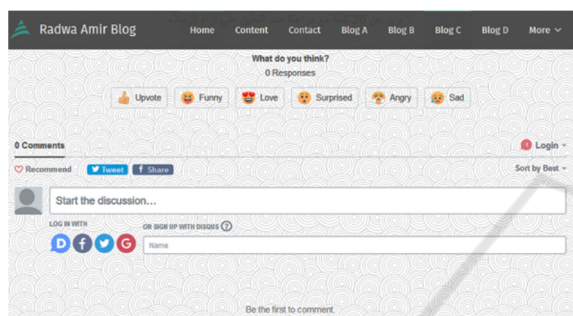 Radwa Amir Blog Home Content Contact Blog A Blog B Blog C Blog D More
What do you think?
0 Responses
Upvote Funny Love Surprised Angry Sad
0 Comments 1 Login
Recommend Tweet Share
Sort by Best
Start the discussion...
LOG IN WITH
OR SIGN UP WITH DISQUS ?
D f G
Name
Be the first to comment.